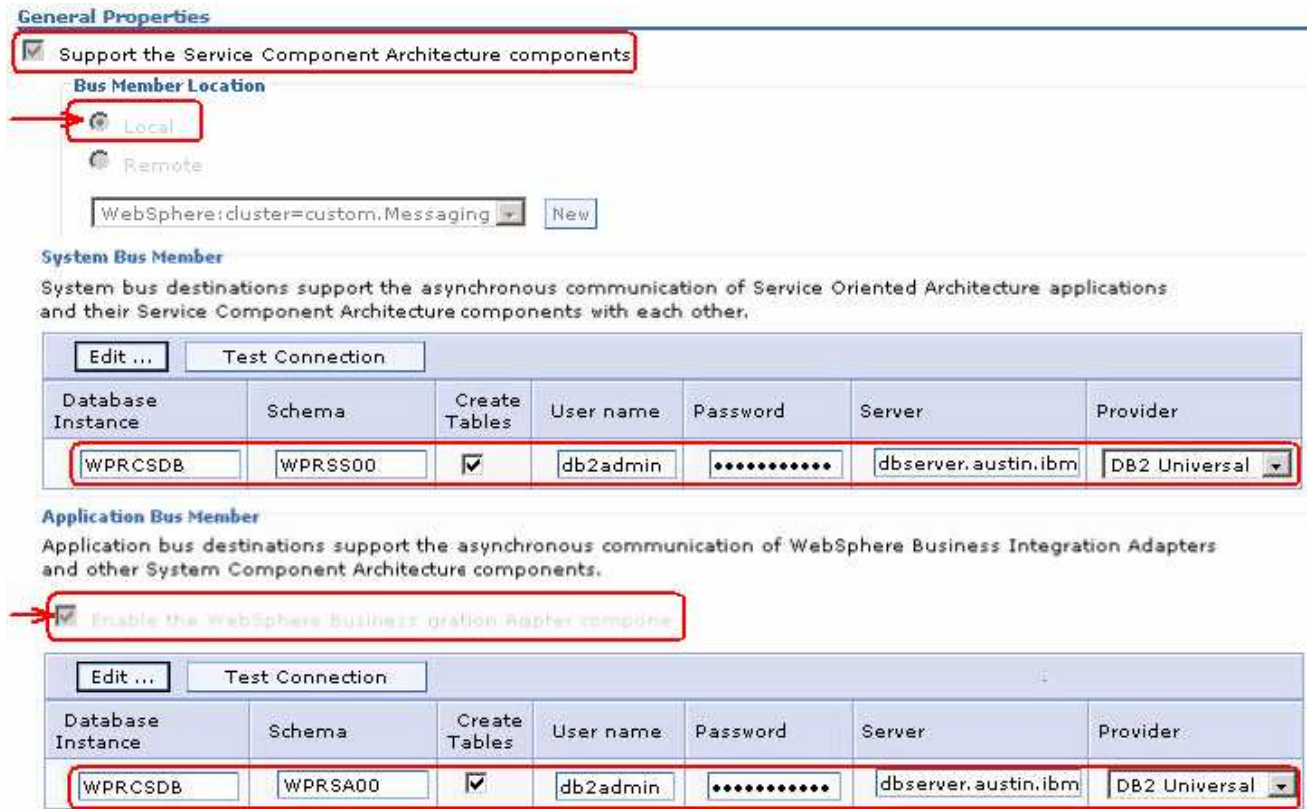 General Properties
Support the Service Component Architecture components
Bus Member Location
Local
Remote
WebSphere:cluster=custom.Messaging New
System Bus Member
System bus destinations support the asynchronous communication of Service Oriented Architecture applications
and their Service Component Architecture components with each other.
Edit ... Test Connection
Database Instance Schema Create Tables User name Password Server Provider
WPRCSDB WPRSS00 db2admin ●●●●●●●●●●● dbserver.austin.ibm DB2 Universal
Application Bus Member
Application bus destinations support the asynchronous communication of WebSphere Business Integration Adapters
and other System Component Architecture components.
Enable the WebSphere Business
Edit ... Test Connection
Database Instance Schema Create Tables User name Password Server Provider
WPRCSDB WPRSA00 db2admin ●●●●●●●●●●● dbserver.austin.ibm DB2 Universal